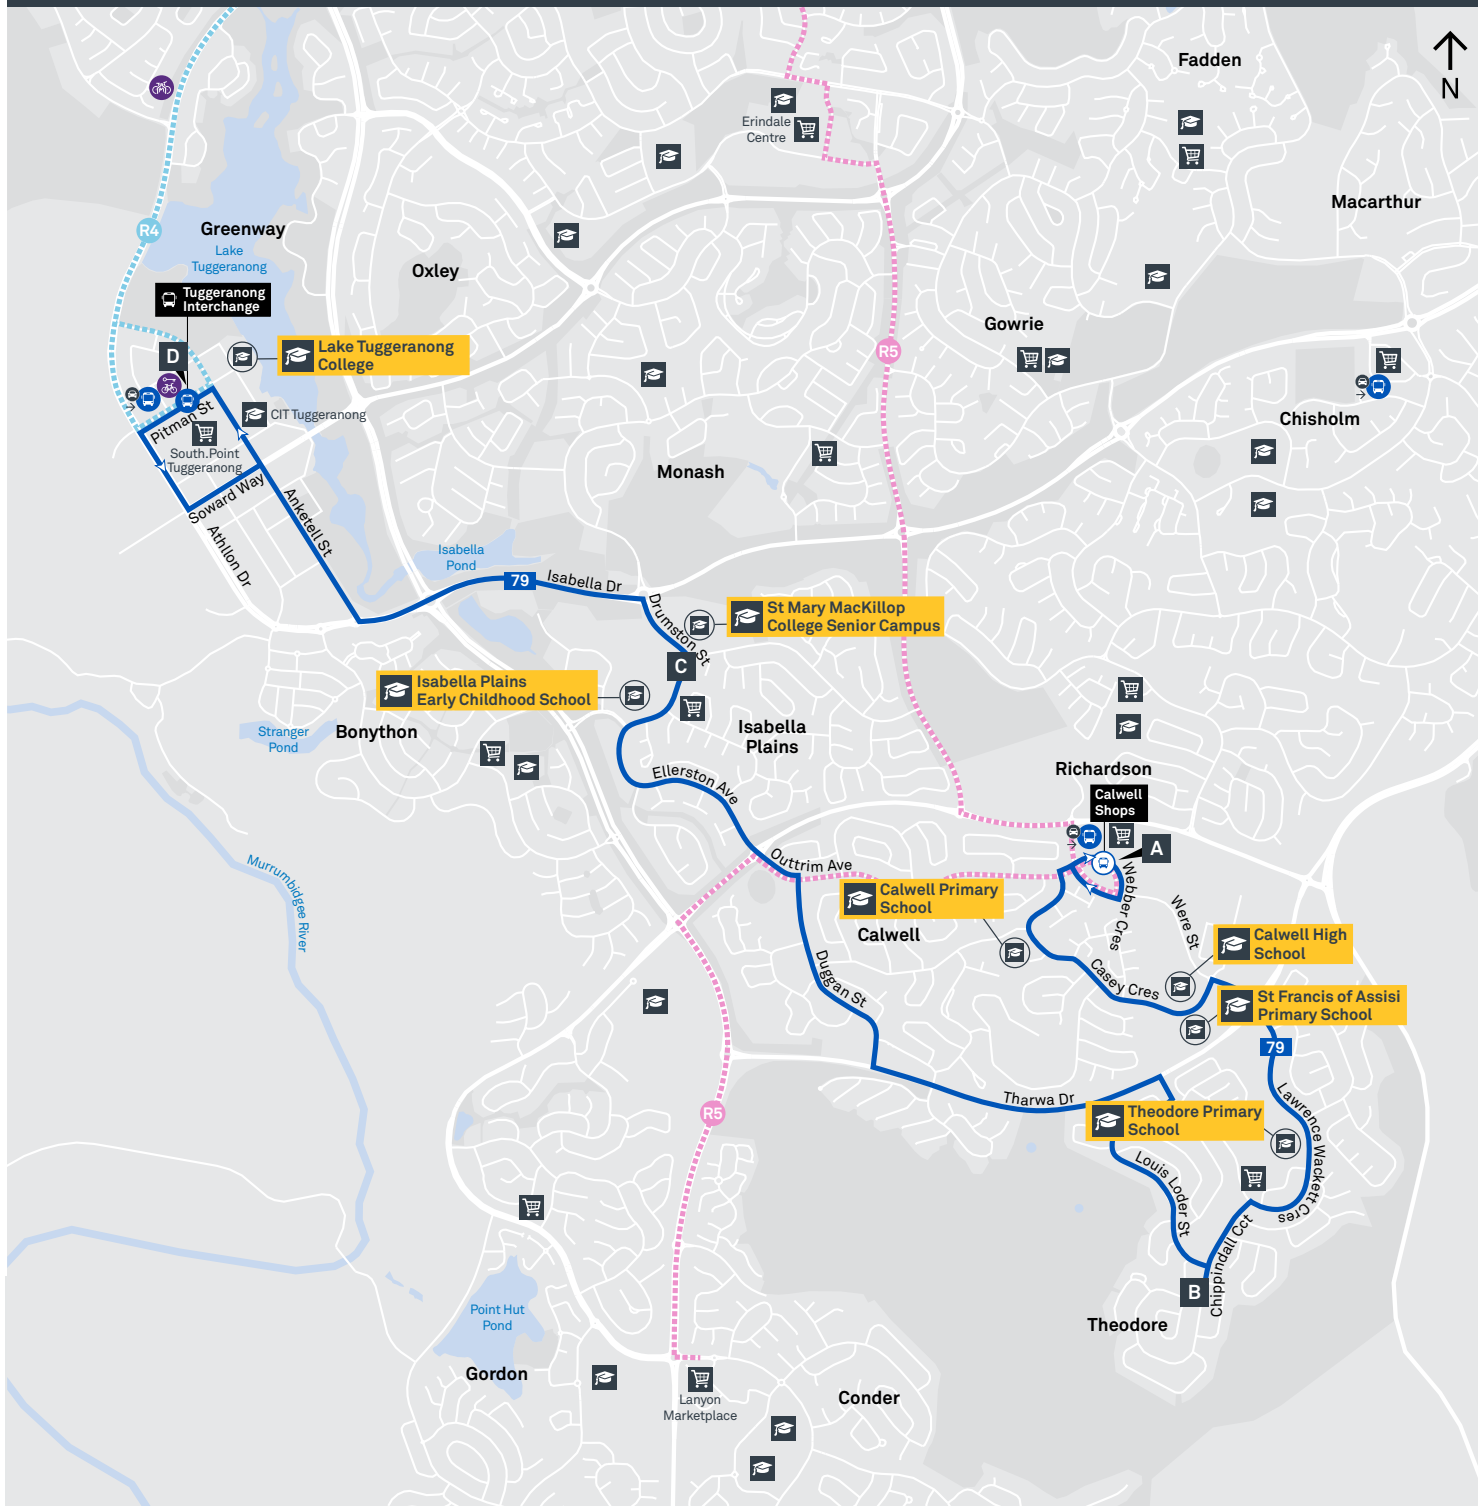 Fadden
N
Erindale
Centre
Macarthur
R4
Greenway
Lake
Tuggeranong
Oxley
Tuggeranong
Interchange
Gowrie
D
Lake Tuggeranong
College
R5
Pitman St
CIT Tuggeranong
Chisholm
South.Point
Tuggeranong
Monash
Soward Way
Anketell St
Athllon Dr
Isabella
Pond
79
Isabella Dr
Drumston St
St Mary MacKillop
College Senior Campus
C
Isabella Plains
Early Childhood School
Stranger
Pond
Bonython
Isabella
Plains
Richardson
Ellerston Ave
Calwell
Shops
A
Murrumbidgee River
Outtrim Ave
Webber Cres
Calwell Primary
School
Were St
Calwell
Calwell High
School
Duggan St
Casey Cres
St Francis of Assisi
Primary School
79
Tharwa Dr
R5
Theodore Primary
School
Lawrence Wackett Cres
Louis Loder St
Chippindall Cct
B
Point Hut
Pond
Theodore
Gordon
Lanyon
Marketplace
Conder